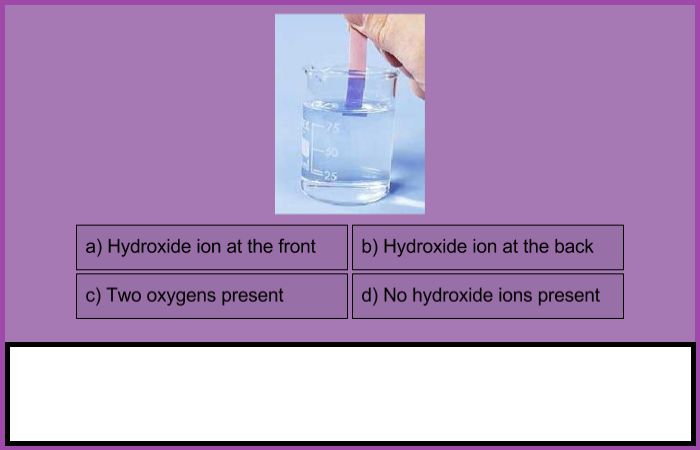 75
50
25
a) Hydroxide ion at the front
b) Hydroxide ion at the back
c) Two oxygens present
d) No hydroxide ions present